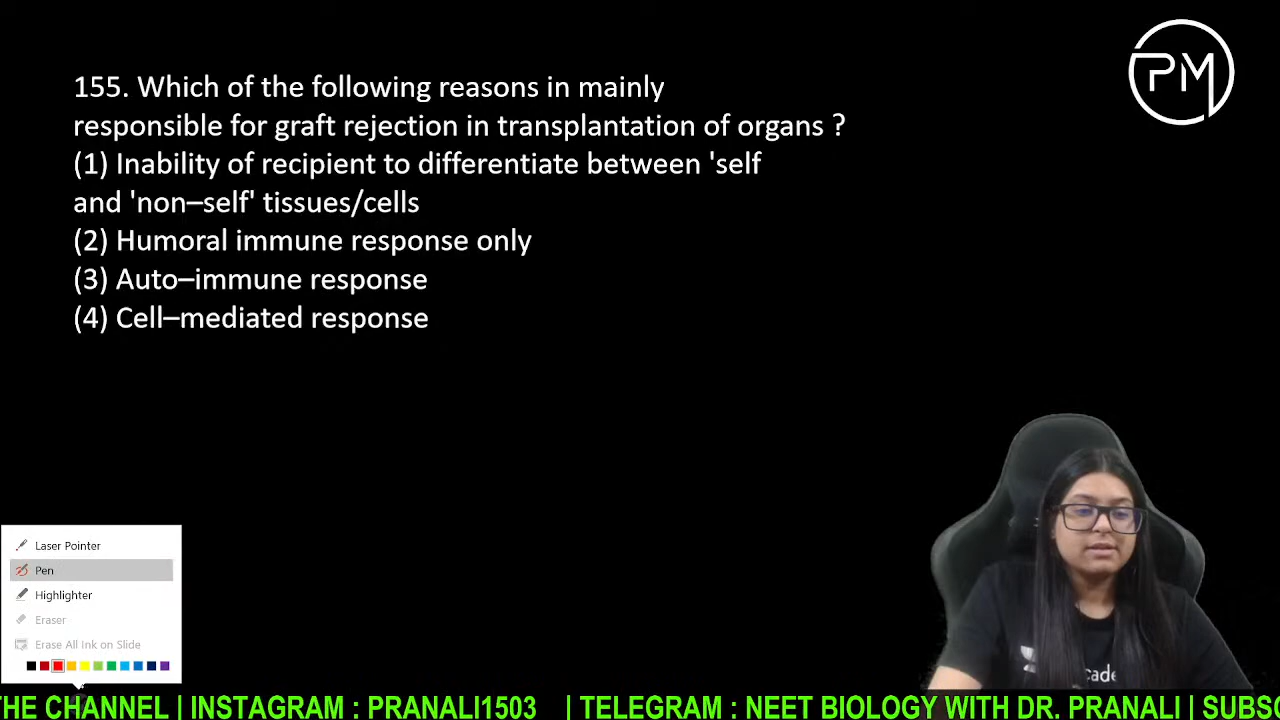 PM
155. Which of the following reasons in mainly
responsible for graft rejection in transplantation of organs ?
(1) Inability of recipient to differentiate between 'self
and 'non–self' tissues/cells
(2) Humoral immune response only
(3) Auto–immune response
(4) Cell–mediated response
Laser Pointer
Pen
Highlighter
Eraser
Erase All Ink on Slide
THE CHANNEL | INSTAGRAM : PRANALI1503 | TELEGRAM : NEET BIOLOGY WITH DR. PRANALI | SUBSC